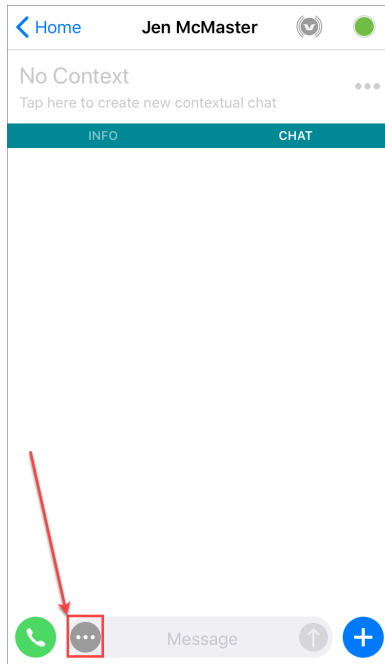 Home
Jen McMaster
No Context
Tap here to create new contextual chat
INFO
CHAT
Message